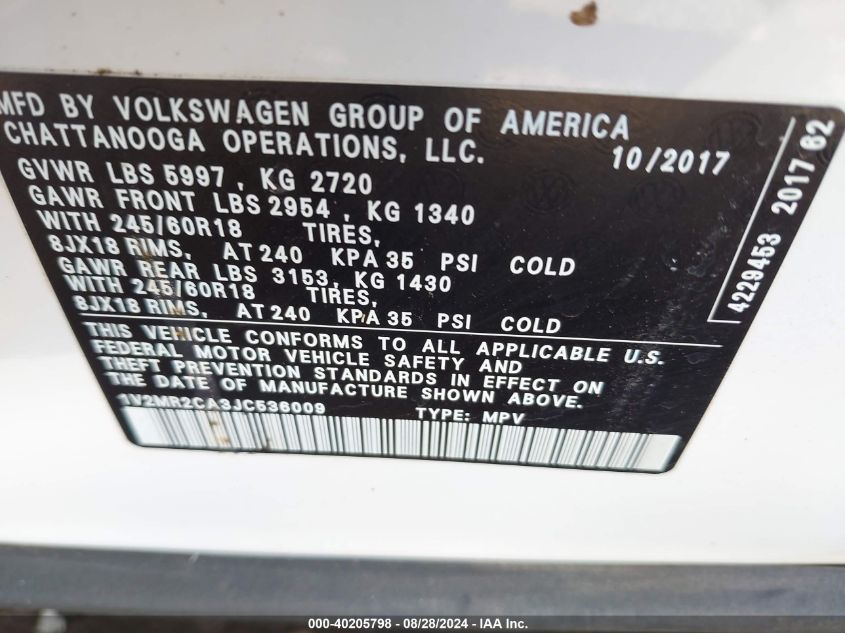 MFD BY VOLKSWAGEN GROUP OF AMERICA
CHATTANOOGA OPERATIONS, LLC. 10/2017
GVWR LBS 5997 , KG 2720
GAWR FRONT LBS 2954 , KG 1340
WITH 245/60R18 TIRES,
8JX18 RIMS, AT 240 KPA 35 PSI COLD
GAWR REAR LBS 3153, KG 1430
WITH 245/60R18 TIRES,
8JX18 RIMS, AT 240 KPA 35 PSI COLD
THIS VEHICLE CONFORMS TO ALL APPLICABLE U.S.
FEDERAL MOTOR VEHICLE SAFETY AND
THEFT PREVENTION STANDARDS IN EFFECT ON
THE DATE OF MANUFACTURE SHOWN ABOVE.
1V2MR2CA3JC536009 TYPE: MPV
4229453 2017 62
000-40205798 - 08/28/2024 - IAA Inc.